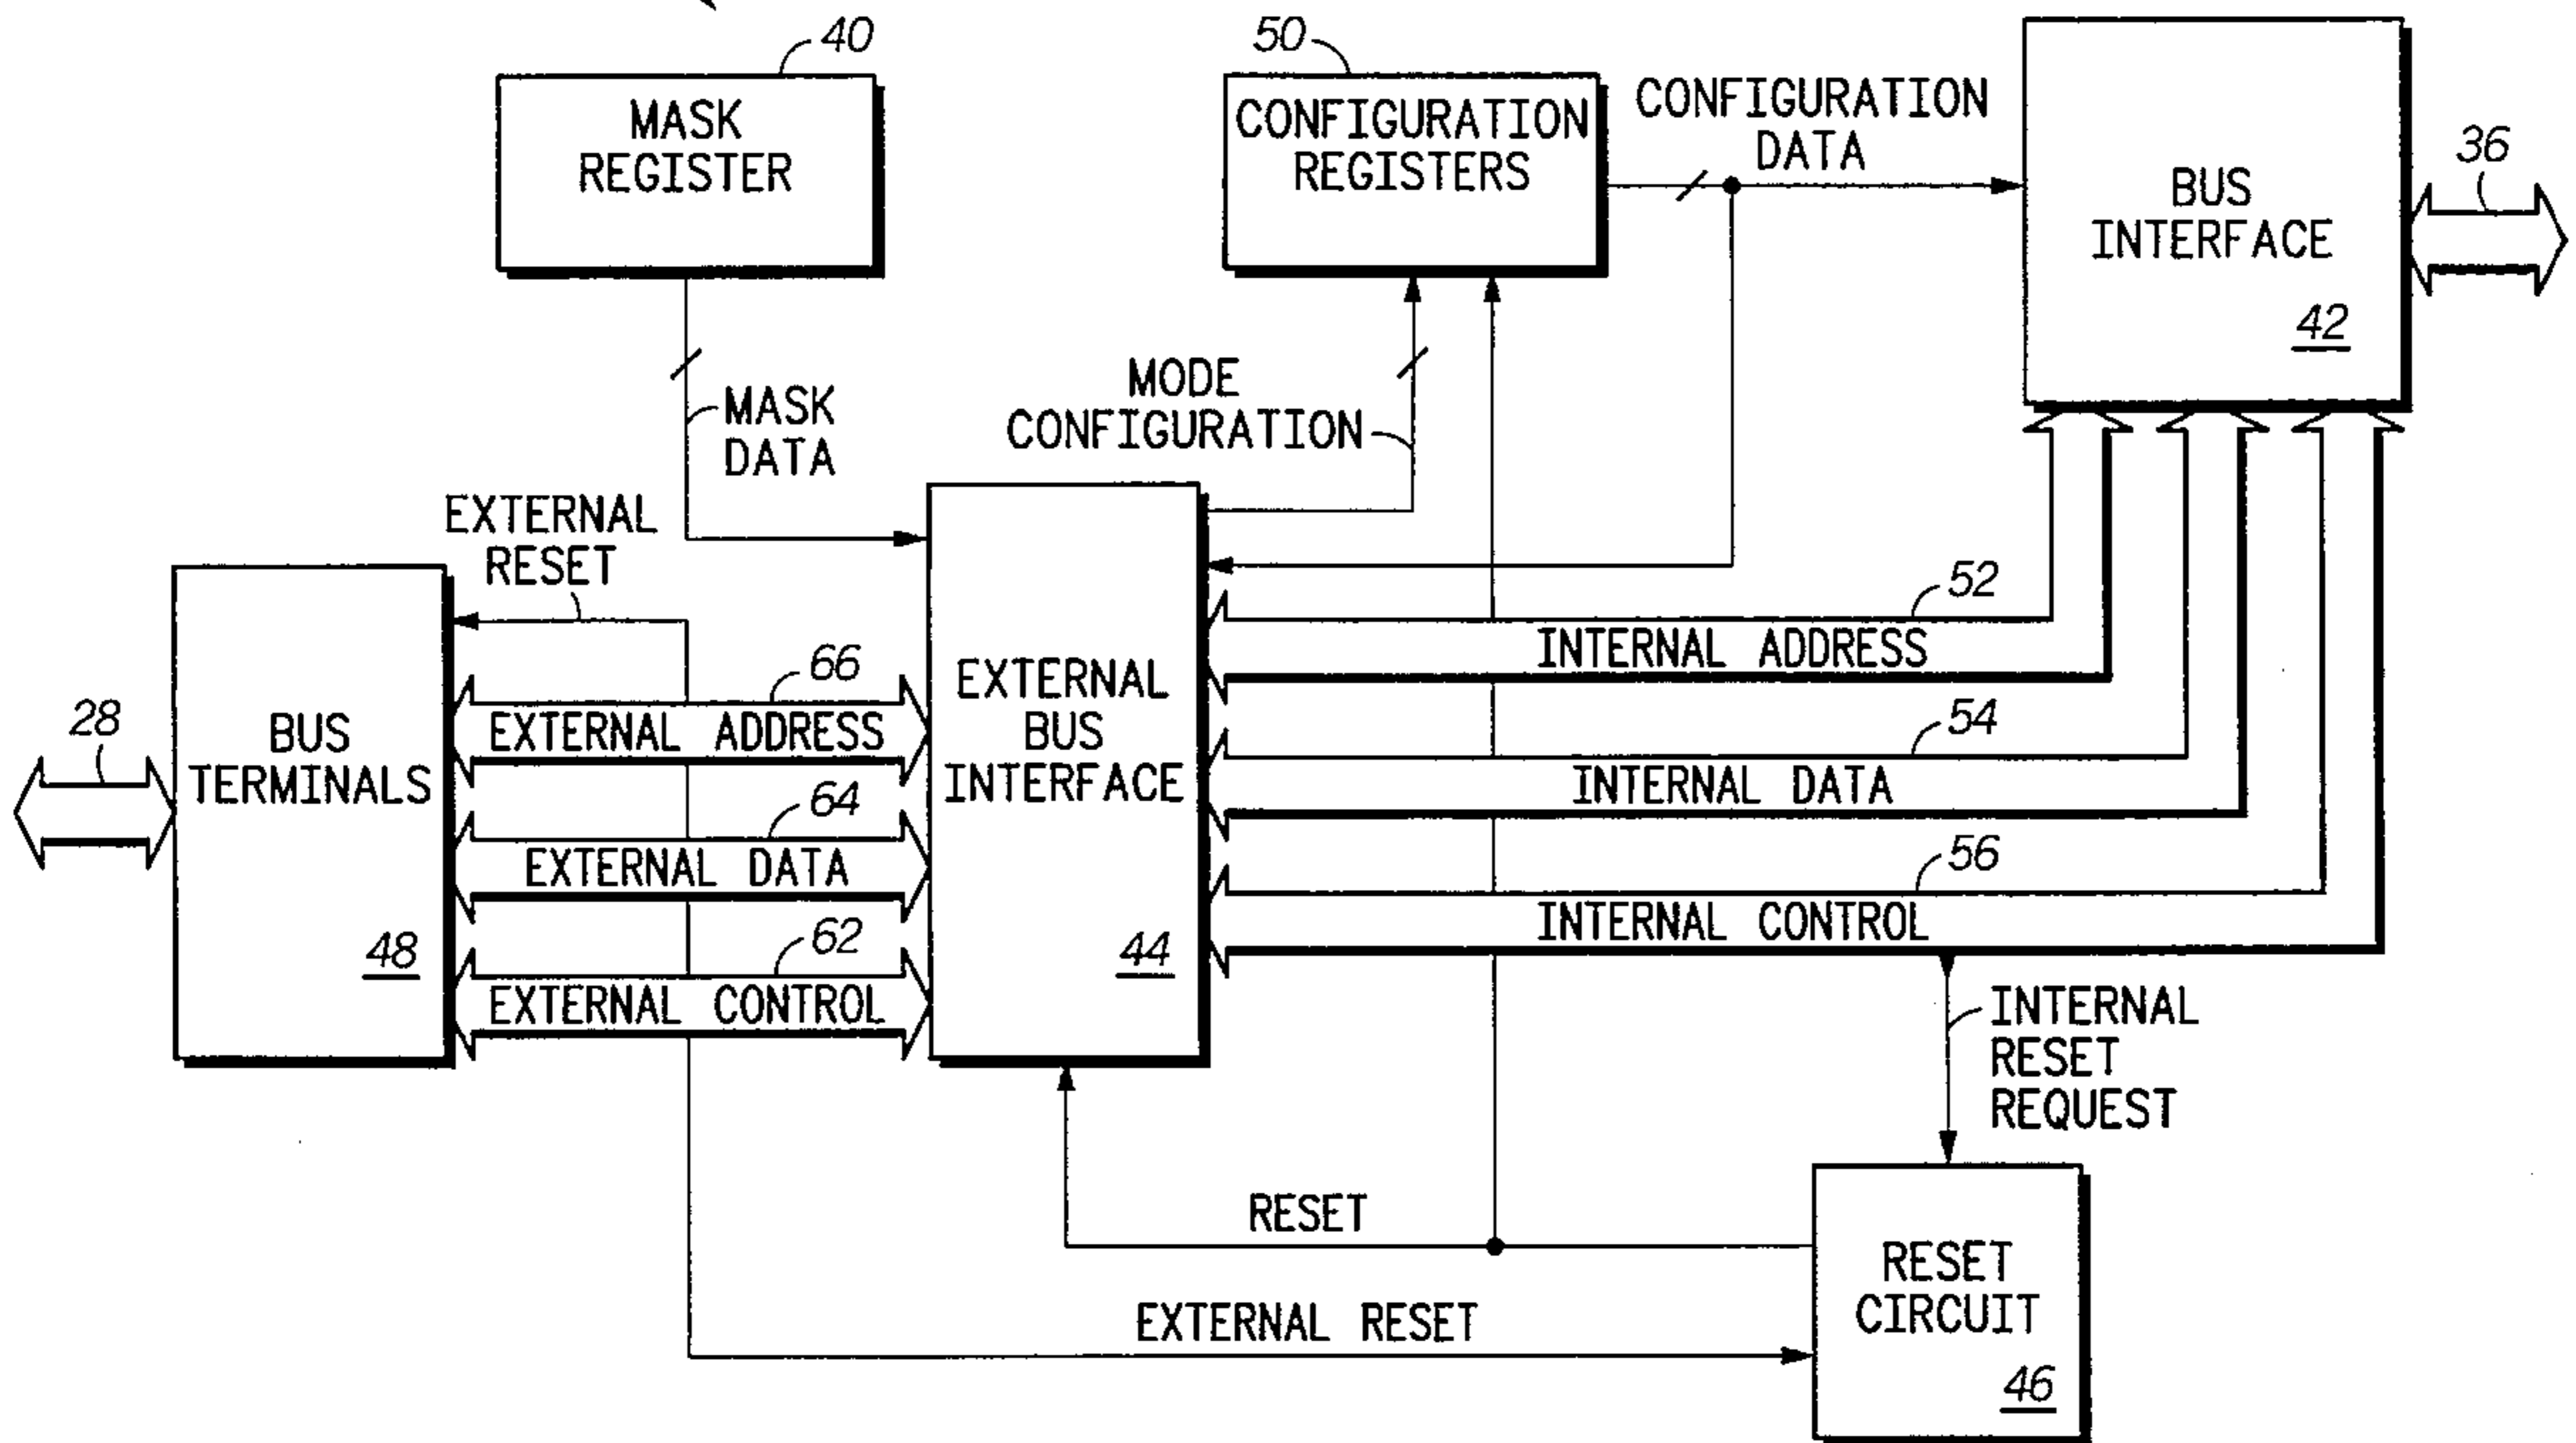 40
MASK
REGISTER
50
CONFIGURATION
REGISTERS
CONFIGURATION
DATA
BUS
INTERFACE
42
36
MASK
DATA
MODE
CONFIGURATION
EXTERNAL
RESET
28
BUS
TERMINALS
48
66
EXTERNAL ADDRESS
64
EXTERNAL DATA
62
EXTERNAL CONTROL
EXTERNAL
BUS
INTERFACE
44
52
INTERNAL ADDRESS
54
INTERNAL DATA
56
INTERNAL CONTROL
INTERNAL
RESET
REQUEST
RESET
EXTERNAL RESET
RESET
CIRCUIT
46